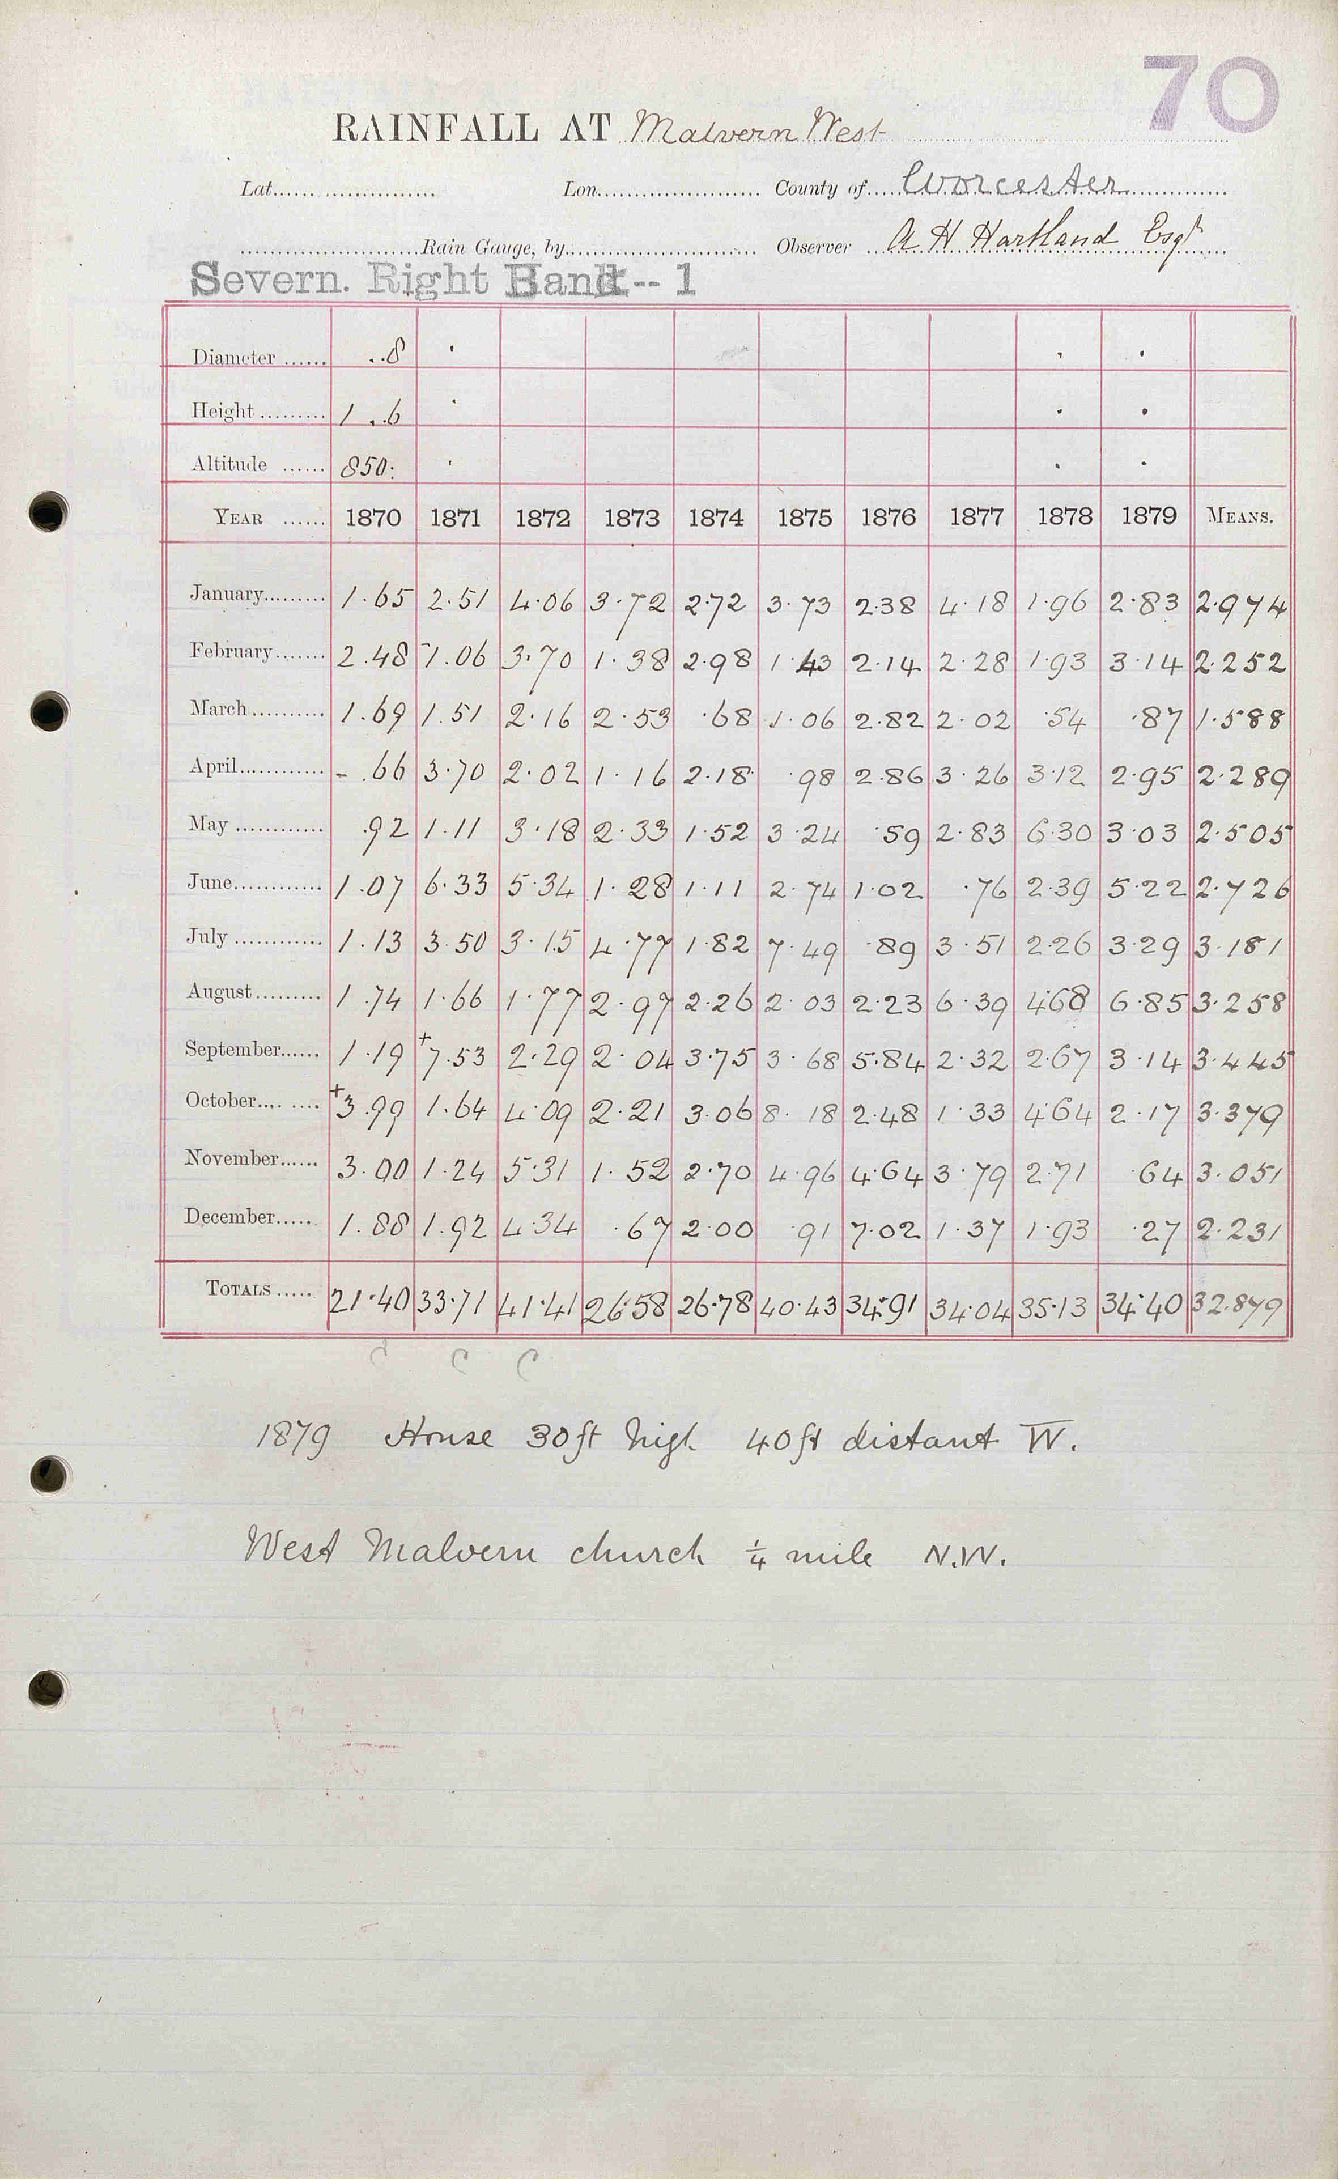 70
RAINFALL AT Malvern West
Lat. Lon. County of Worcester
Rain Gauge, by Observer A H Hartland Esqr
Severn. Right Bank -- 1
Diameter ...... ..8 .
Height ......... 1 ..6 .
Altitude ...... 850. .
YEAR ...... 1870 1871 1872 1873 1874 1875 1876 1877 1878 1879 MEANS.
January......... 1.65 2.51 4.06 3.72 2.72 3.73 2.38 4.18 1.96 2.83 2.974
February....... 2.48 1.06 3.70 1.38 2.98 1.43 2.14 2.28 1.93 3.14 2.252
March.......... 1.69 1.51 2.16 2.53 .68 1.06 2.82 2.02 .54 .87 1.588
April............ - .66 3.70 2.02 1.16 2.18 .98 2.86 3.26 3.12 2.95 2.289
May ............ .92 1.11 3.18 2.33 1.52 3.24 .59 2.83 6.30 3.03 2.505
June............ 1.07 6.33 5.34 1.28 1.11 2.74 1.02 .76 2.39 5.22 2.726
July ............ 1.13 3.50 3.15 4.77 1.82 7.49 .89 3.51 2.26 3.29 3.181
August......... 1.74 1.66 1.77 2.97 2.26 2.03 2.23 6.39 4.68 6.85 3.258
September...... 1.19 +7.53 2.29 2.04 3.75 3.68 5.84 2.32 2.67 3.14 3.445
October......... +3.99 1.64 4.09 2.21 3.06 8.18 2.48 1.33 4.64 2.17 3.379
November...... 3.00 1.24 5.31 1.52 2.70 4.96 4.64 3.79 2.71 .64 3.051
December..... 1.88 1.92 4.34 .67 2.00 .91 7.02 1.37 1.93 .27 2.231
TOTALS ..... 21.40 33.71 41.41 26.58 26.78 40.43 34.91 34.04 35.13 34.40 32.879
c c c
1879 House 30ft high 40ft distant W.
West Malvern church ¼ mile N.W.